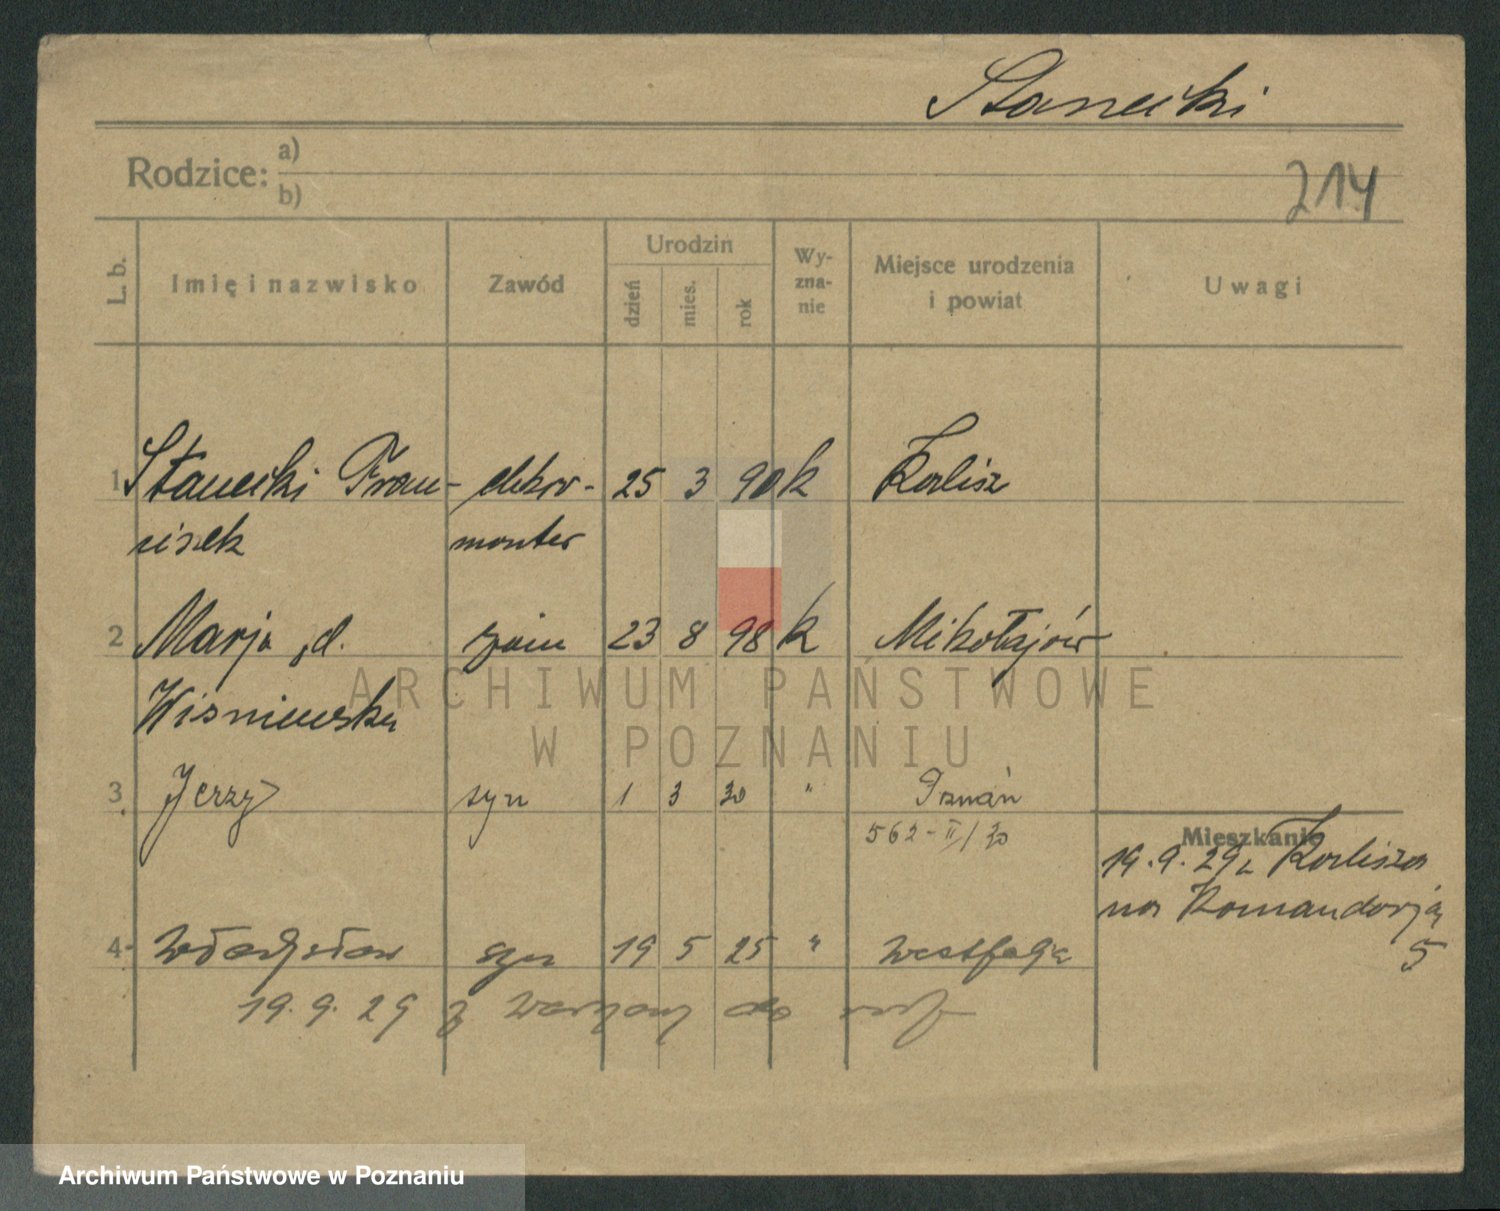 Stanecki
Rodzice: a)
b)
214
L. b.
Imię i nazwisko
Zawód
Urodzin
dzień
mies.
rok
Wy-
zna-
nie
Miejsce urodzenia
i powiat
Uwagi
1 Stanecki Fran- elektro- 25 3 90 k Kalisz
ciszek monter
2 Marja z d. 23 8 98 k Mikołajów
Wiśniewska
3 Jerzy syn 1 3 30 " Poznań
562-II/30
Mieszkanie
19.9.29 z Kalisza
na Komandorja
5
4 Władysław syn 19 5 25 " Westfalja
19.9.29 z do
ARCHIWUM PAŃSTWOWE
W POZNANIU
Archiwum Państwowe w Poznaniu